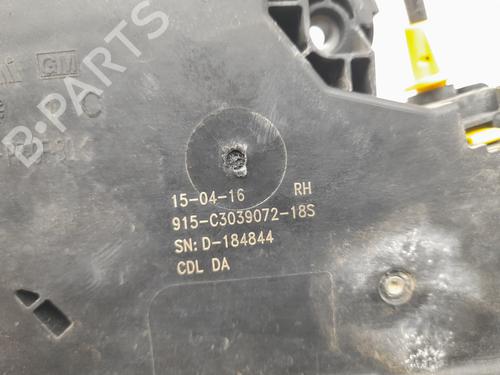 GM
B-PARTS
15-04-16 RH
915-C3039072-18S
SN: D-184844
CDL DA